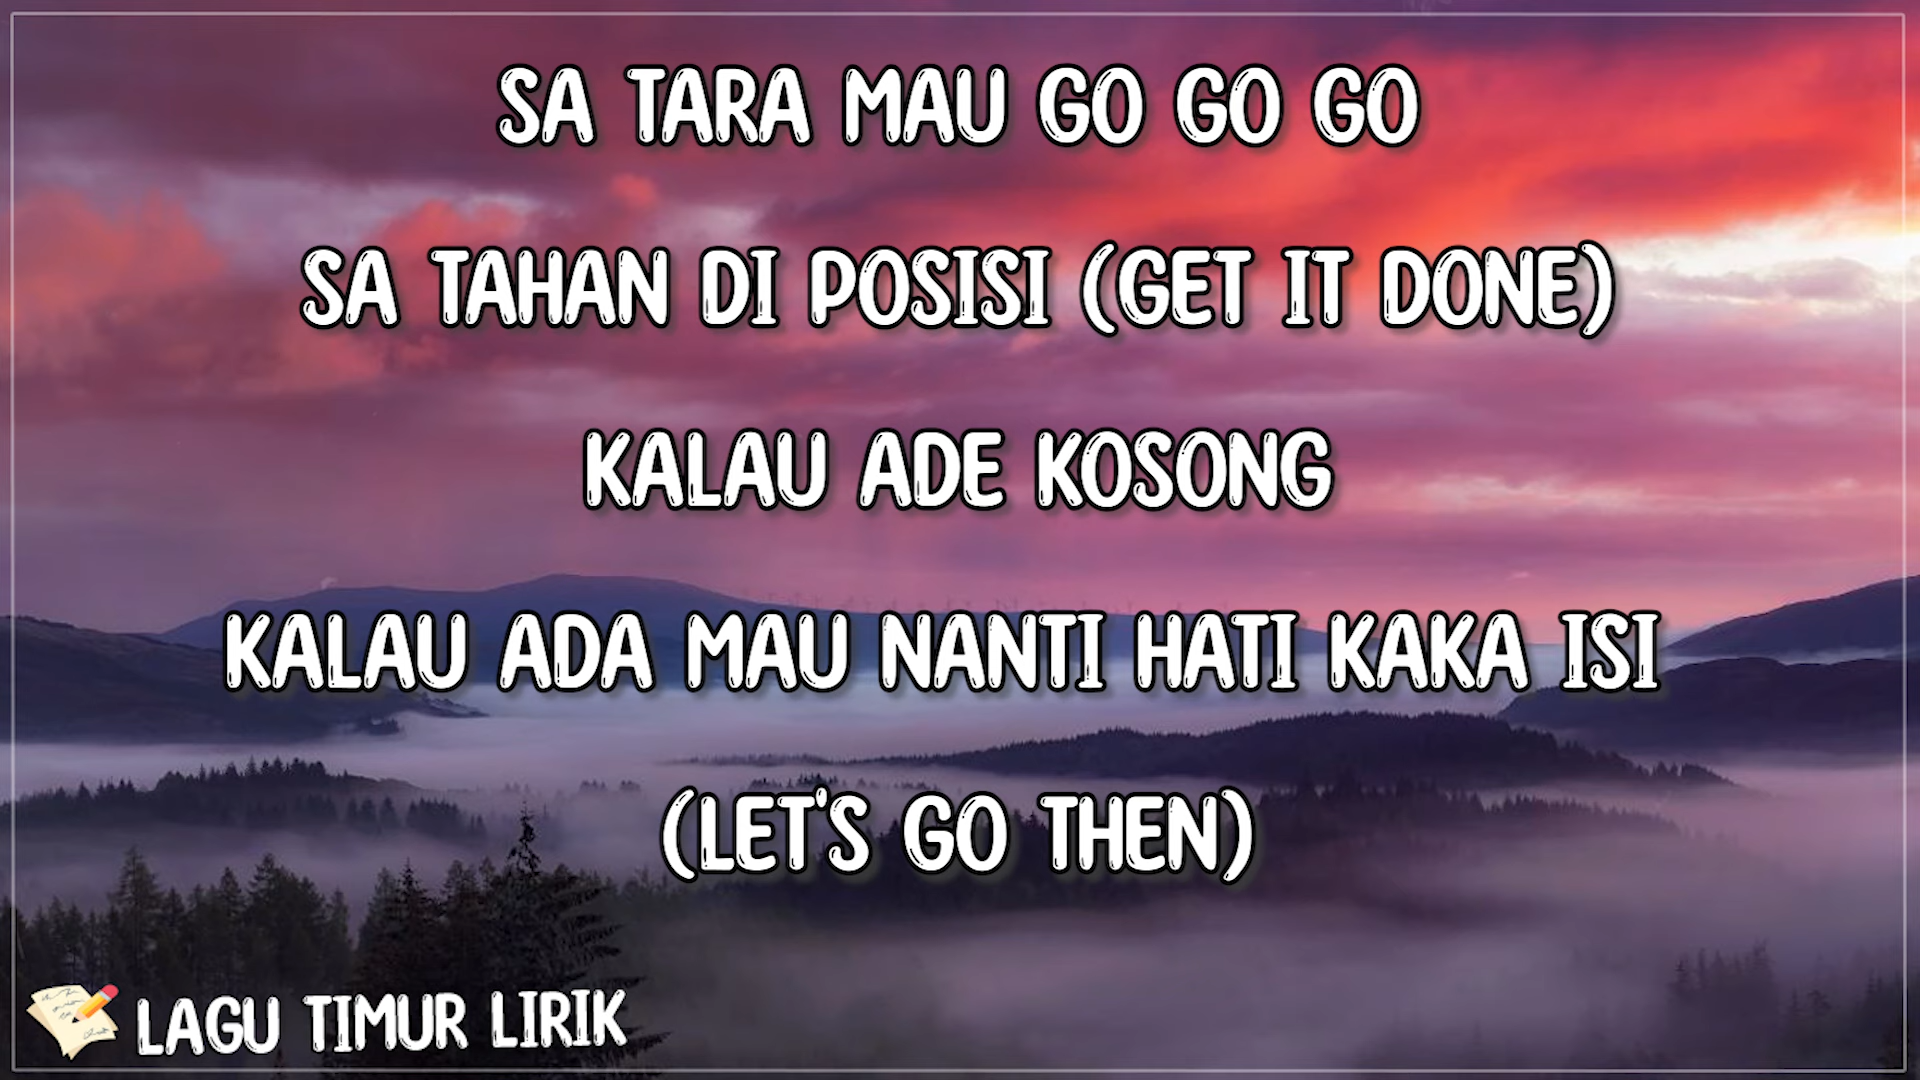 SA TARA MAU GO GO GO
SA TAHAN DI POSISI (GET IT DONE)
KALAU ADE KOSONG
KALAU ADA MAU NANTI HATI KAKA ISI
(LET'S GO THEN)
LAGU TIMUR LIRIK